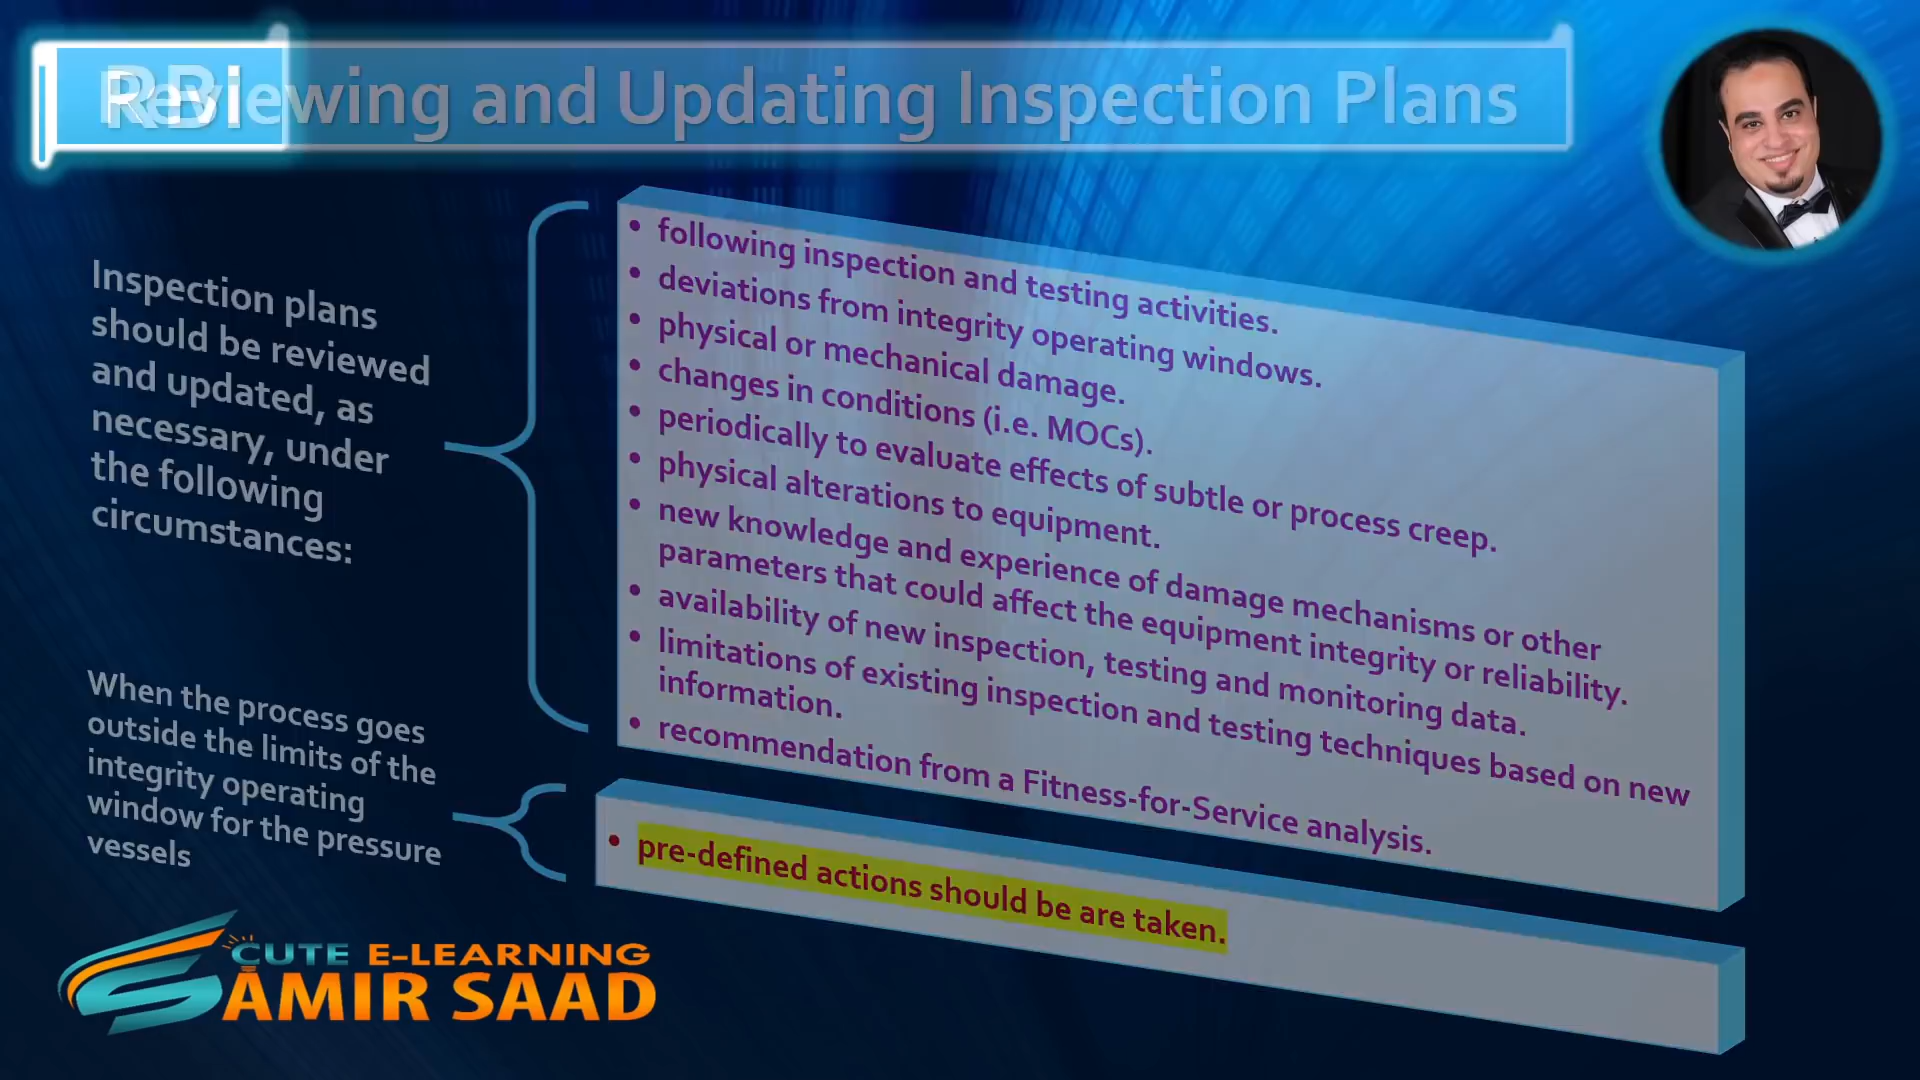 Reviewing and Updating Inspection Plans
RBI
Inspection plans
should be reviewed
and updated, as
necessary, under
the following
circumstances:
• following inspection and testing activities.
• deviations from integrity operating windows.
• physical or mechanical damage.
• changes in conditions (i.e. MOCs).
• periodically to evaluate effects of subtle or process creep.
• physical alterations to equipment.
• new knowledge and experience of damage mechanisms or other
parameters that could affect the equipment integrity or reliability.
• availability of new inspection, testing and monitoring data.
• limitations of existing inspection and testing techniques based on new
information.
• recommendation from a Fitness-for-Service analysis.
When the process goes
outside the limits of the
integrity operating
window for the pressure
vessels
• pre-defined actions should be are taken.
CUTE E-LEARNING
AMIR SAAD